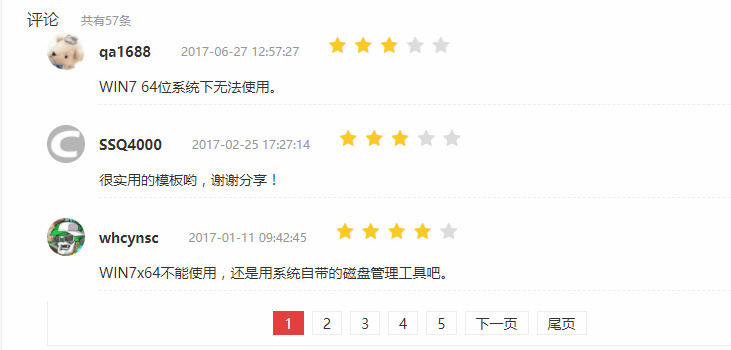 评论 共有57条
qa1688 2017-06-27 12:57:27
WIN7 64位系统下无法使用。
SSQ4000 2017-02-25 17:27:14
很实用的模板哟，谢谢分享！
whcynsc 2017-01-11 09:42:45
WIN7x64不能使用，还是用系统自带的磁盘管理工具吧。
1 2 3 4 5 下一页 尾页